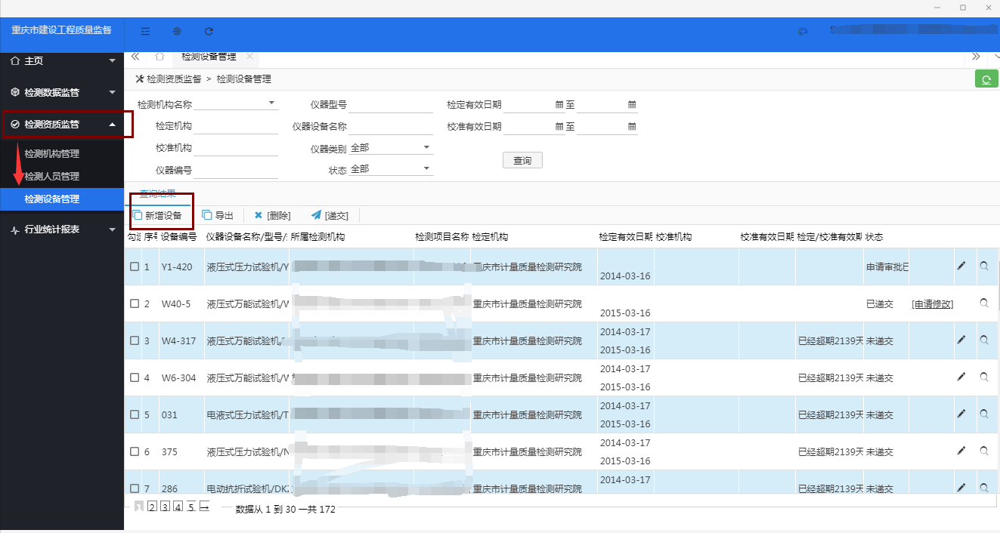 重庆市建设工程质量监督
主页
检测数据监管
检测资质监管
检测机构管理
检测人员管理
检测设备管理
行业统计报表
检测设备管理
检测资质监督 > 检测设备管理
检测机构名称 仪器型号 检定有效日期 至
检定机构 仪器设备名称 校准有效日期 至
校准机构 仪器类别 全部
仪器编号 状态 全部
查询
查询结果
新增设备 导出 [删除] [递交]
勾选 序号 设备编号 仪器设备名称/型号/ 所属检测机构 检测项目名称 检定机构 检定有效日期 校准机构 校准有效日期 检定/校准有效期 状态
1 Y1-420 液压式压力试验机/Y 重庆市计量质量检测研究院 2014-03-16 申请审批已
2 W40-5 液压式万能试验机/W 重庆市计量质量检测研究院 2015-03-16 已递交 [申请修改]
3 W4-317 液压式万能试验机/ 重庆市计量质量检测研究院 2014-03-17 2015-03-16 已经超期2139天 未递交
4 W6-304 液压式万能试验机/W 重庆市计量质量检测研究院 2014-03-17 2015-03-16 已经超期2139天 未递交
5 031 电液式压力试验机/T 重庆市计量质量检测研究院 2014-03-17 2015-03-16 已经超期2139天 未递交
6 375 液压式压力试验机/N 重庆市计量质量检测研究院 2014-03-17 2015-03-16 已经超期2139天 未递交
7 286 电动抗折试验机/DKZ 重庆市计量质量检测研究院 2014-03-17 已经超期2139天 未递交
1 2 3 4 5 数据从 1 到 30 一共 172